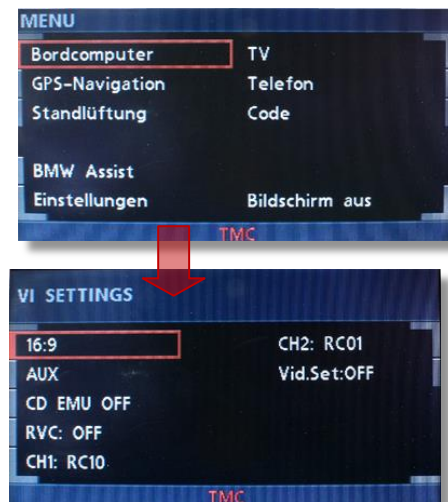 MENU
Bordcomputer TV
GPS-Navigation Telefon
Standlüftung Code
BMW Assist
Einstellungen Bildschirm aus
TMC
VI SETTINGS
16:9 CH2: RC01
AUX Vid.Set:OFF
CD EMU OFF
RVC: OFF
CH1: RC10
TMC